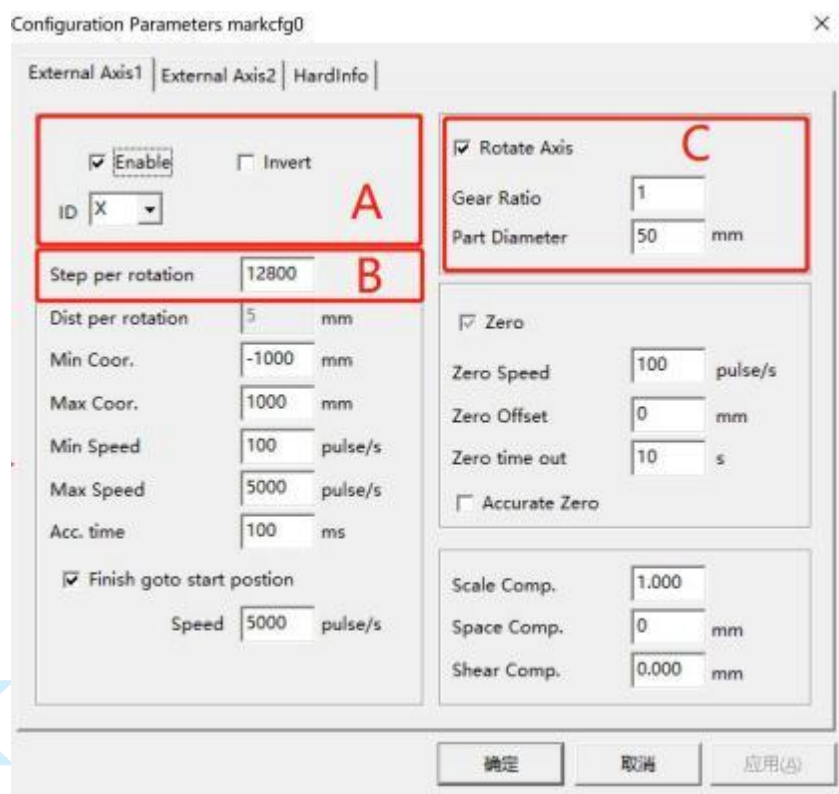 Configuration Parameters markcfg0
External Axis1 External Axis2 HardInfo
Enable Invert
ID X
A
Step per rotation 12800
B
Dist per rotation 5 mm
Min Coor. -1000 mm
Max Coor. 1000 mm
Min Speed 100 pulse/s
Max Speed 5000 pulse/s
Acc. time 100 ms
Finish goto start postion
Speed 5000 pulse/s
Rotate Axis
C
Gear Ratio 1
Part Diameter 50 mm
Zero
Zero Speed 100 pulse/s
Zero Offset 0 mm
Zero time out 10 s
Accurate Zero
Scale Comp. 1.000
Space Comp. 0 mm
Shear Comp. 0.000 mm
确定 取消 应用(A)